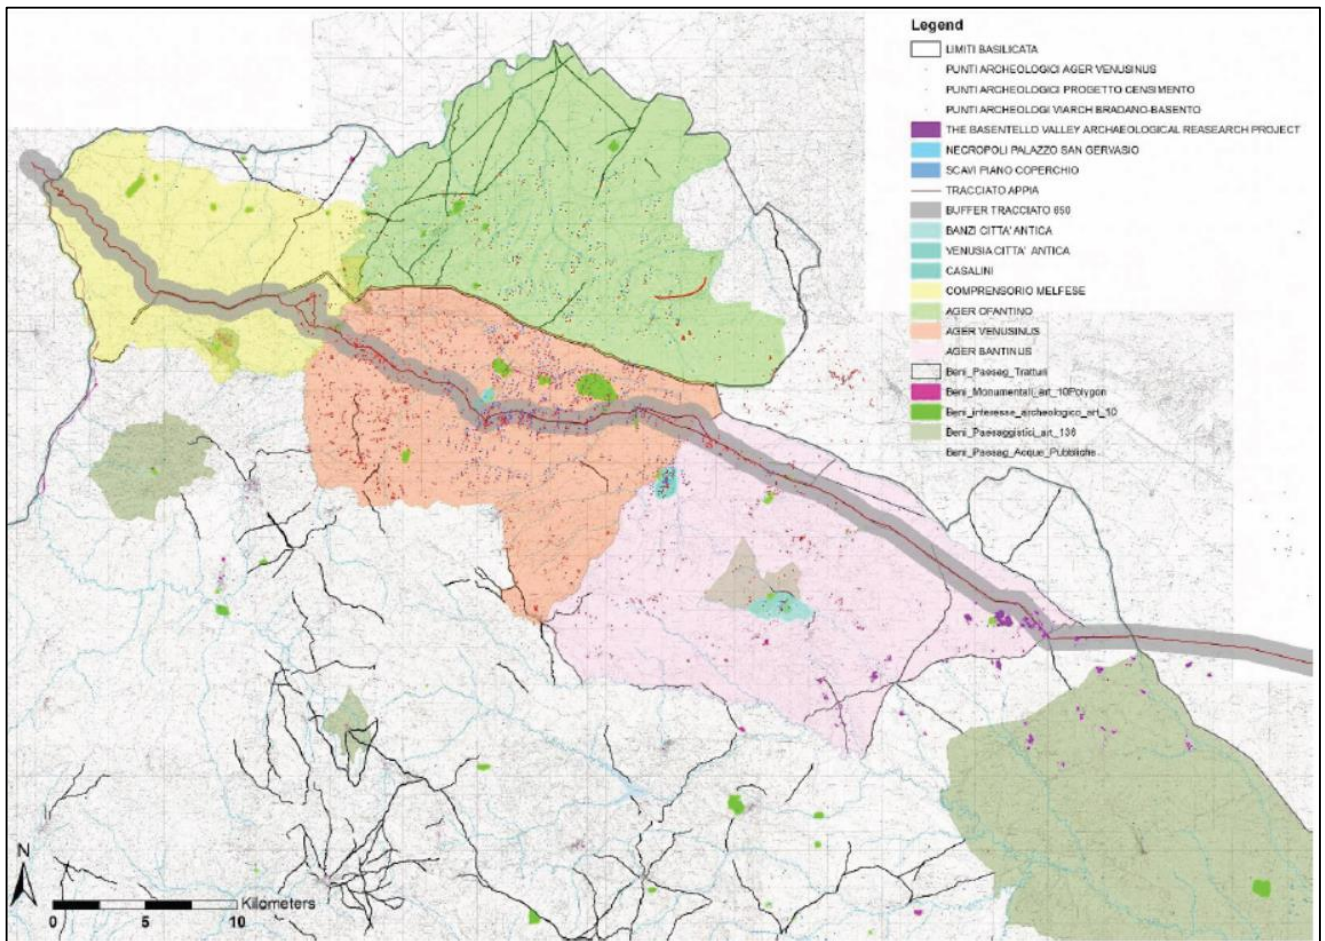 Legend
LIMITI BASILICATA
PUNTI ARCHEOLOGICI AGER VENUSINUS
PUNTI ARCHEOLOGICI PROGETTO CENSIMENTO
PUNTI ARCHEOLOGI VIARCH BRADANO-BASENTO
THE BASENTELLO VALLEY ARCHAEOLOGICAL REASEARCH PROJECT
NECROPOLI PALAZZO SAN GERVASIO
SCAVI PIANO COPERCHIO
TRACCIATO APPIA
BUFFER TRACCIATO 650
BANZI CITTA' ANTICA
VENUSIA CITTA' ANTICA
CASALINI
COMPRENSORIO MELFESE
AGER OFANTINO
AGER VENUSINUS
AGER BANTINUS
Beni_Paesag_Tratturi
Beni_Monumentali_art_10Polygon
Beni_interesse_archeologico_art_10
Beni_Paesaggistici_art_136
Beni_Paesag_Acque_Pubbliche
N
Kilometers
0 5 10